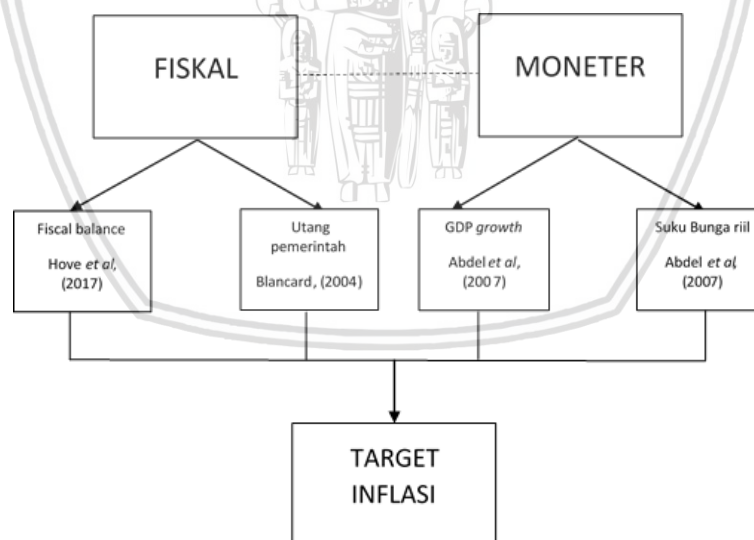 FISKAL
MONETER
Fiscal balance
Hove et al,
(2017)
Utang
pemerintah
Blancard, (2004)
GDP growth
Abdel et al,
(2007)
Suku Bunga riil
Abdel et al,
(2007)
TARGET
INFLASI